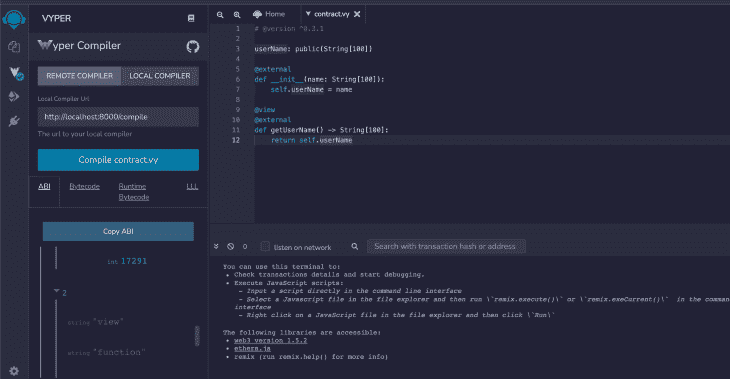 VYPER
Vyper Compiler
REMOTE COMPILER
LOCAL COMPILER
Local Compiler Url
http://localhost:8000/compile
The url to your local compiler
Compile contract.vy
ABI
Bytecode
Runtime Bytecode
LLL
Copy ABI
int 17291
2
string "view"
string "function"
Home
contract.vy
1 # @version ^0.3.1
2
3 userName: public(String[100])
4
5 @external
6 def __init__(name: String[100]):
7 self.userName = name
8
9 @view
10 @external
11 def getUserName() -> String[100]:
12 return self.userName
0
listen on network
Search with transaction hash or address
You can use this terminal to:
• Check transactions details and start debugging.
• Execute JavaScript scripts:
- Input a script directly in the command line interface
- Select a Javascript file in the file explorer and then run \`remix.execute()\` or \`remix.exeCurrent()\` in the command
interface
- Right click on a JavaScript file in the file explorer and then click \`Run\`
The following libraries are accessible:
• web3 version 1.5.2
• ethers.js
• remix (run remix.help() for more info)